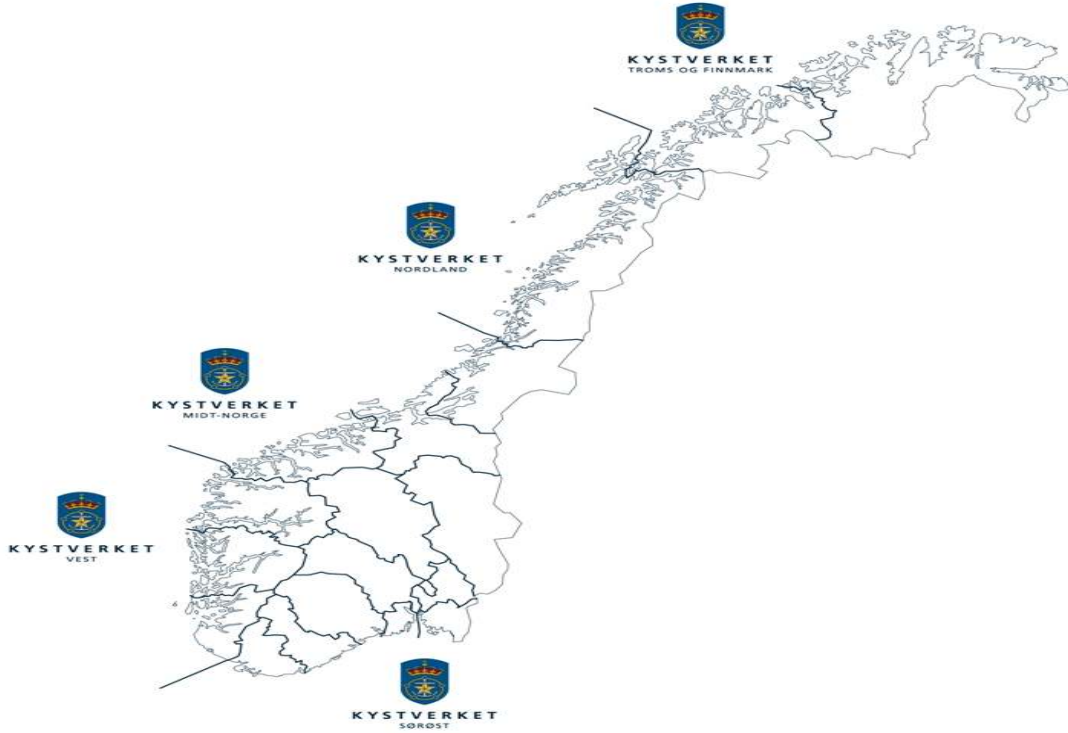 KYSTVERKET
TROMS OG FINNMARK
KYSTVERKET
NORDLAND
KYSTVERKET
MIDT-NORGE
KYSTVERKET
VEST
KYSTVERKET
SØRØST